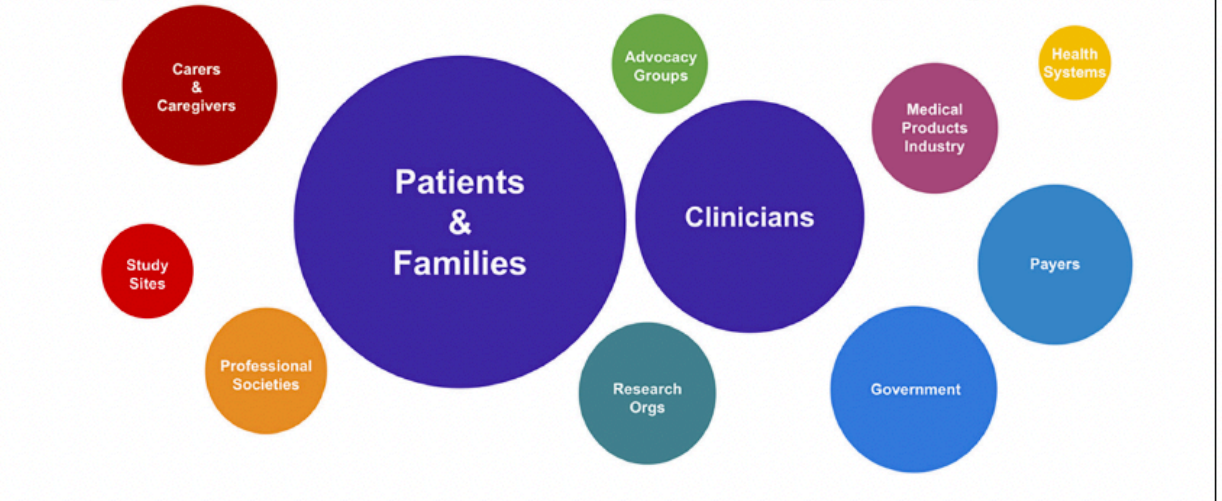 Carers
&
Caregivers
Patients
&
Families
Advocacy
Groups
Clinicians
Medical
Products
Industry
Health
Systems
Study
Sites
Professional
Societies
Research
Orgs
Government
Payers